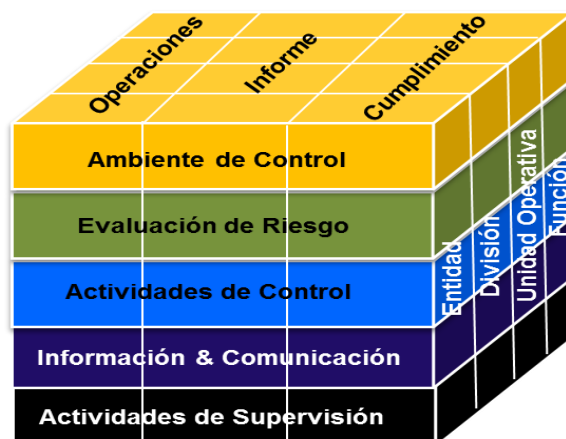 Operaciones
Informe
Cumplimiento
Ambiente de Control
Evaluación de Riesgo
Actividades de Control
Información & Comunicación
Actividades de Supervisión
Entidad
División
Unidad Operativa
Función